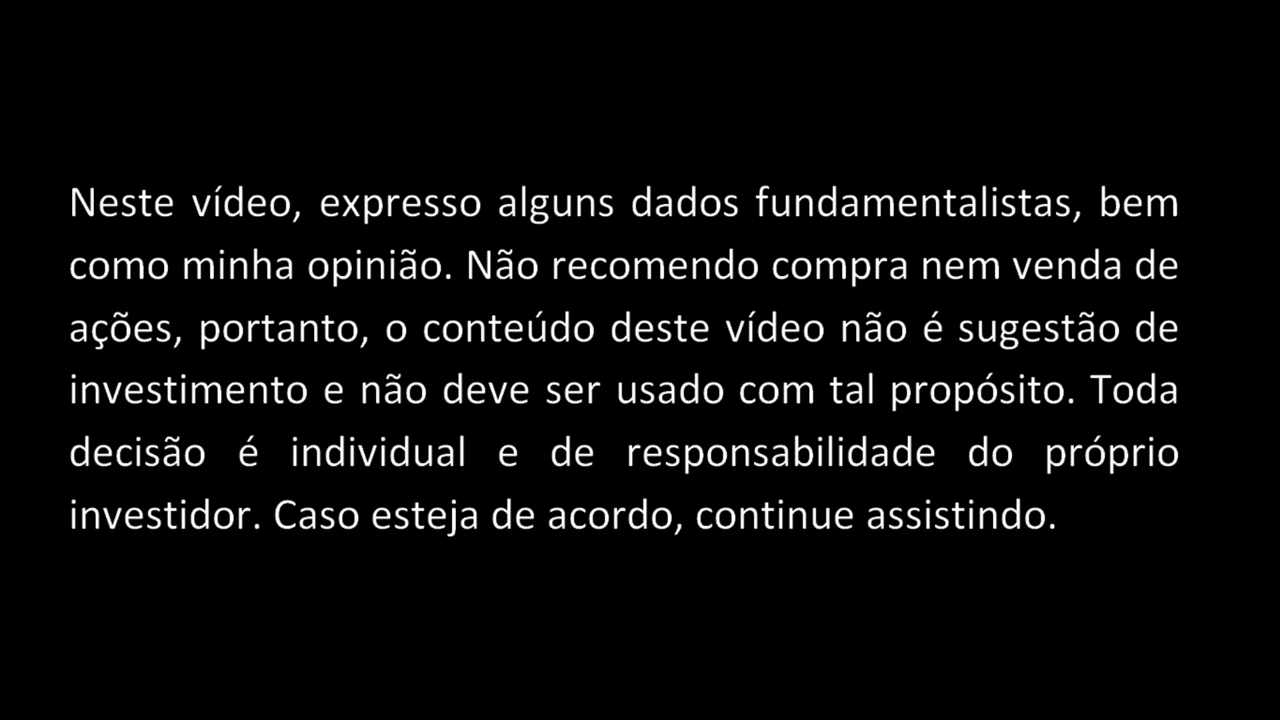 Neste vídeo, expresso alguns dados fundamentalistas, bem
como minha opinião. Não recomendo compra nem venda de
ações, portanto, o conteúdo deste vídeo não é sugestão de
investimento e não deve ser usado com tal propósito. Toda
decisão é individual e de responsabilidade do próprio
investidor. Caso esteja de acordo, continue assistindo.